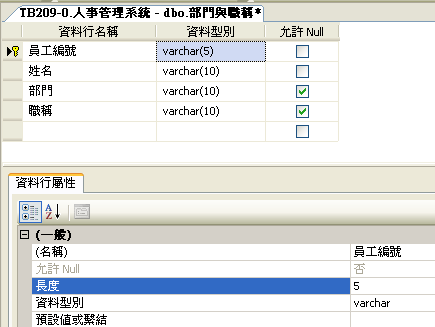 TB209-0.人事管理系統 - dbo.部門與職稱*
資料行名稱 資料型別 允許 Null
員工編號 varchar(5)
姓名 varchar(10)
部門 varchar(10)
職稱 varchar(10)
資料行屬性
(一般)
(名稱) 員工編號
允許 Null 否
長度 5
資料型別 varchar
預設值或繫結